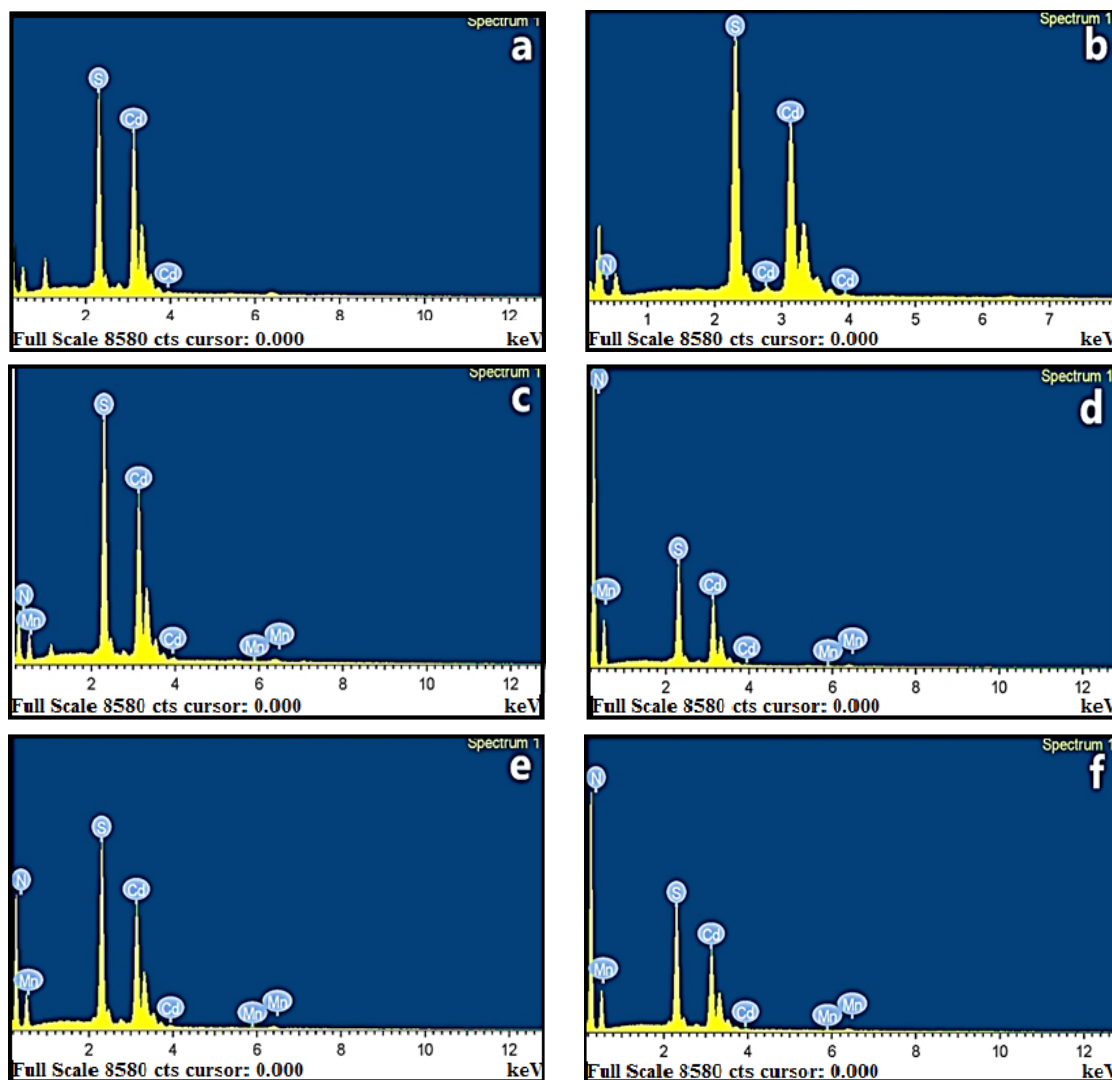 Spectrum 1
a
S
Cd
Cd
2 4 6 8 10 12
Full Scale 8580 cts cursor: 0.000 keV
Spectrum 1
b
S
Cd
N Cd Cd
1 2 3 4 5 6 7
Full Scale 8580 cts cursor: 0.000 keV
Spectrum 1
c
S
Cd
N
Mn Cd Mn Mn
2 4 6 8 10 12
Full Scale 8580 cts cursor: 0.000 keV
Spectrum 1
N
d
S
Mn Cd
Cd Mn Mn
2 4 6 8 10 12
Full Scale 8580 cts cursor: 0.000 keV
Spectrum 1
e
S
N Cd
Mn Cd Mn Mn
2 4 6 8 10 12
Full Scale 8580 cts cursor: 0.000 keV
Spectrum 1
N
f
S
Cd
Mn
Cd Mn Mn
2 4 6 8 10 12
Full Scale 8580 cts cursor: 0.000 keV